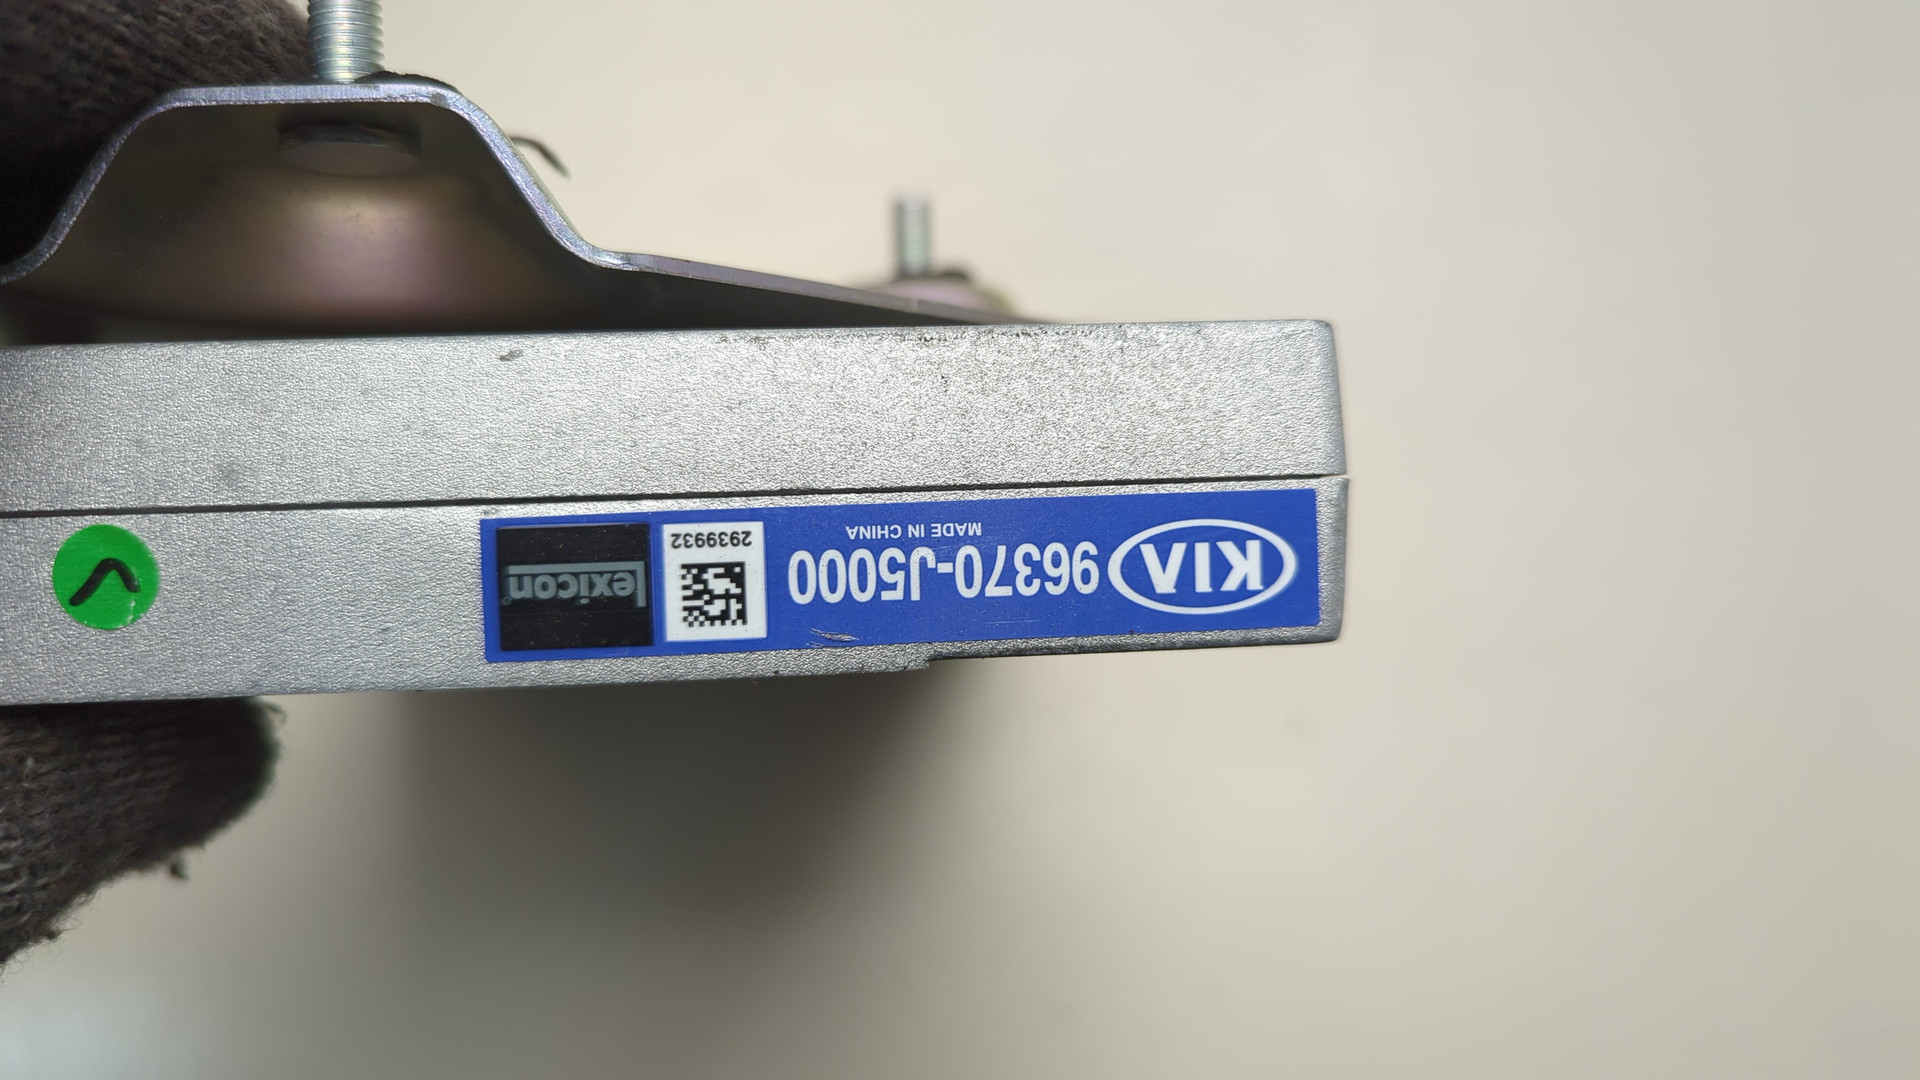 KIA
96370-J5000
MADE IN CHINA
2939932
lexicon